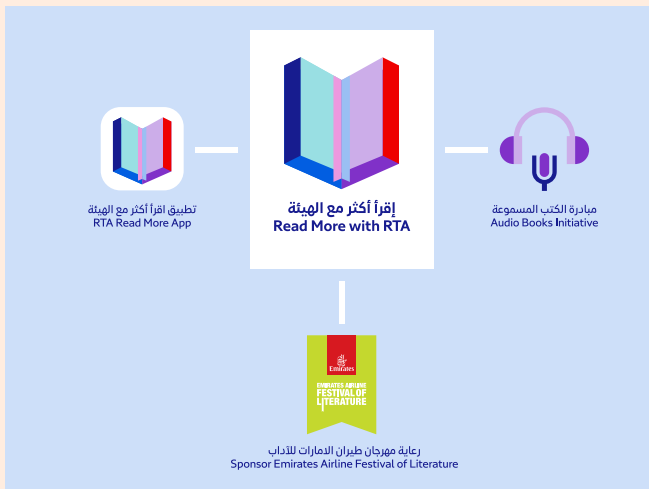 إقرأ أكثر مع الهيئة
Read More with RTA
تطبيق اقرأ أكثر مع الهيئة
RTA Read More App
مبادرة الكتب المسموعة
Audio Books Initiative
Emirates
EMIRATES AIRLINE
FESTIVAL OF
LITERATURE
رعاية مهرجان طيران الامارات للآداب
Sponsor Emirates Airline Festival of Literature